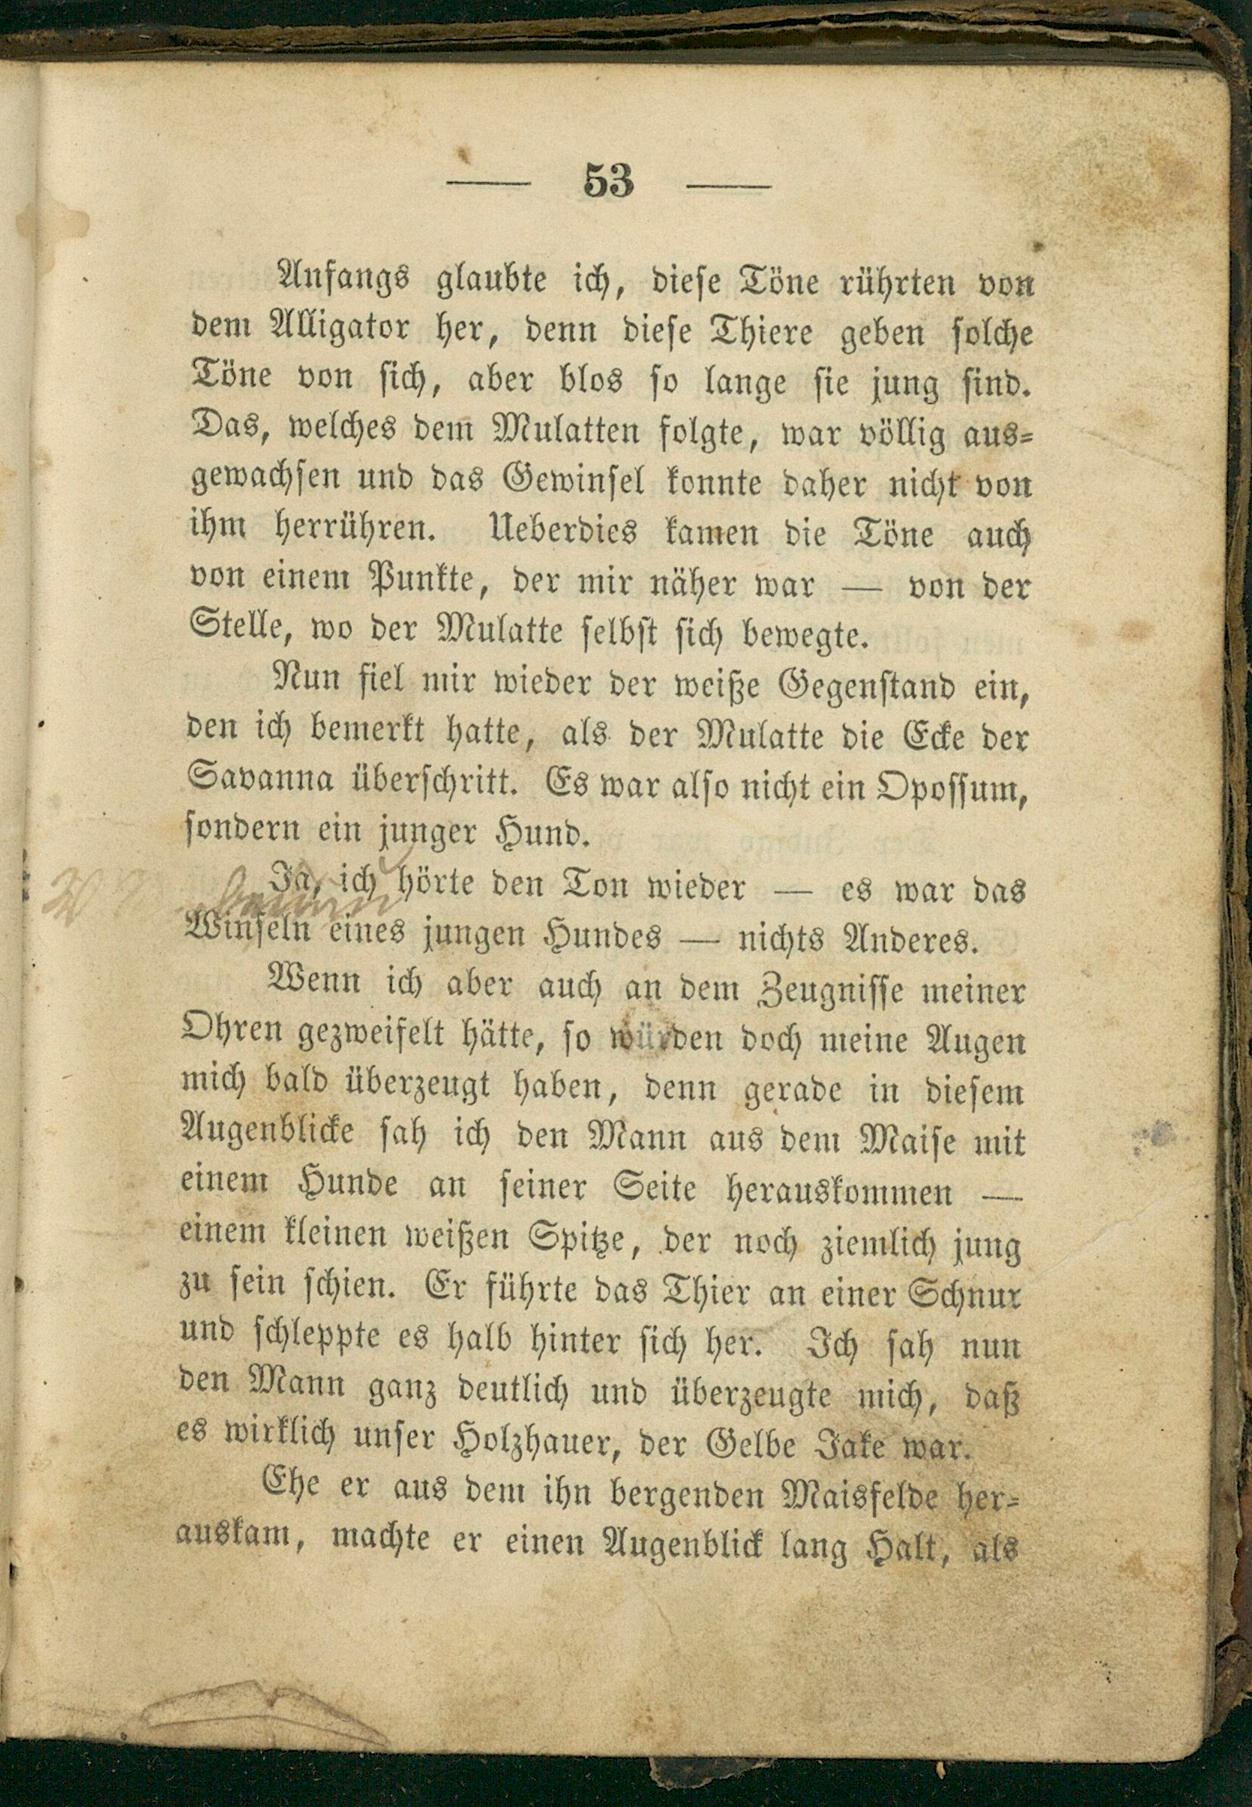 — 53 —
Anfangs glaubte ich, diese Töne rührten von
dem Alligator her, denn diese Thiere geben solche
Töne von sich, aber blos so lange sie jung sind.
Das, welches dem Mulatten folgte, war völlig aus-
gewachsen und das Gewinsel konnte daher nicht von
ihm herrühren. Ueberdies kamen die Töne auch
von einem Punkte, der mir näher war — von der
Stelle, wo der Mulatte selbst sich bewegte.
Nun fiel mir wieder der weiße Gegenstand ein,
den ich bemerkt hatte, als der Mulatte die Ecke der
Savanna überschritt. Es war also nicht ein Opossum,
sondern ein junger Hund.
Ja, ich hörte den Ton wieder — es war das
Winseln eines jungen Hundes — nichts Anderes.
Wenn ich aber auch an dem Zeugnisse meiner
Ohren gezweifelt hätte, so würden doch meine Augen
mich bald überzeugt haben, denn gerade in diesem
Augenblicke sah ich den Mann aus dem Maise mit
einem Hunde an seiner Seite herauskommen —
einem kleinen weißen Spitze, der noch ziemlich jung
zu sein schien. Er führte das Thier an einer Schnur
und schleppte es halb hinter sich her. Ich sah nun
den Mann ganz deutlich und überzeugte mich, daß
es wirklich unser Holzhauer, der Gelbe Jake war.
Ehe er aus dem ihn bergenden Maisfelde her-
auskam, machte er einen Augenblick lang Halt, als